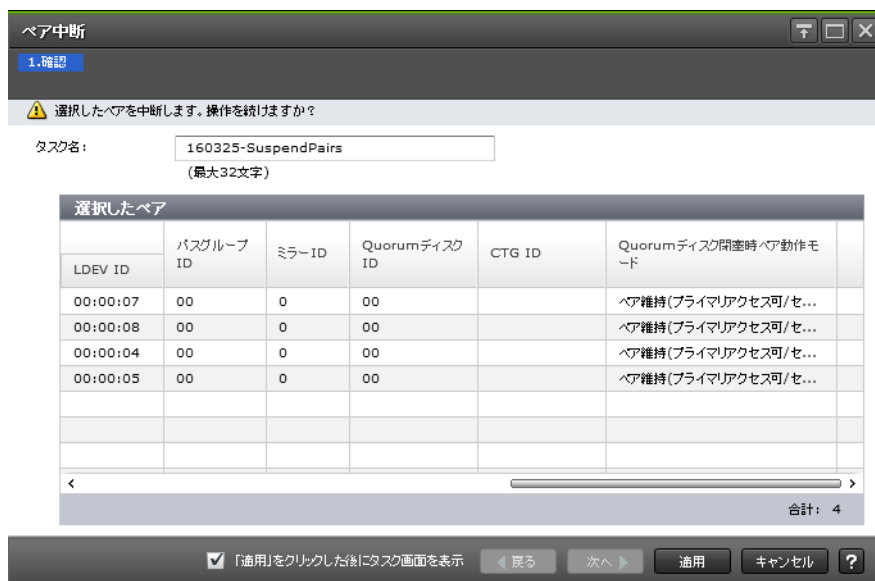 ペア中断
1.確認
選択したペアを中断します。操作を続けますか？
タスク名：
160325-SuspendPairs
(最大32文字)
選択したペア
LDEV ID パスグループID ミラーID QuorumディスクID CTG ID Quorumディスク閉塞時ペア動作モード
00:00:07 00 0 00 ペア維持(プライマリアクセス可/セ...
00:00:08 00 0 00 ペア維持(プライマリアクセス可/セ...
00:00:04 00 0 00 ペア維持(プライマリアクセス可/セ...
00:00:05 00 0 00 ペア維持(プライマリアクセス可/セ...
合計： 4
「適用」をクリックした後にタスク画面を表示 戻る 次へ 適用 キャンセル ?